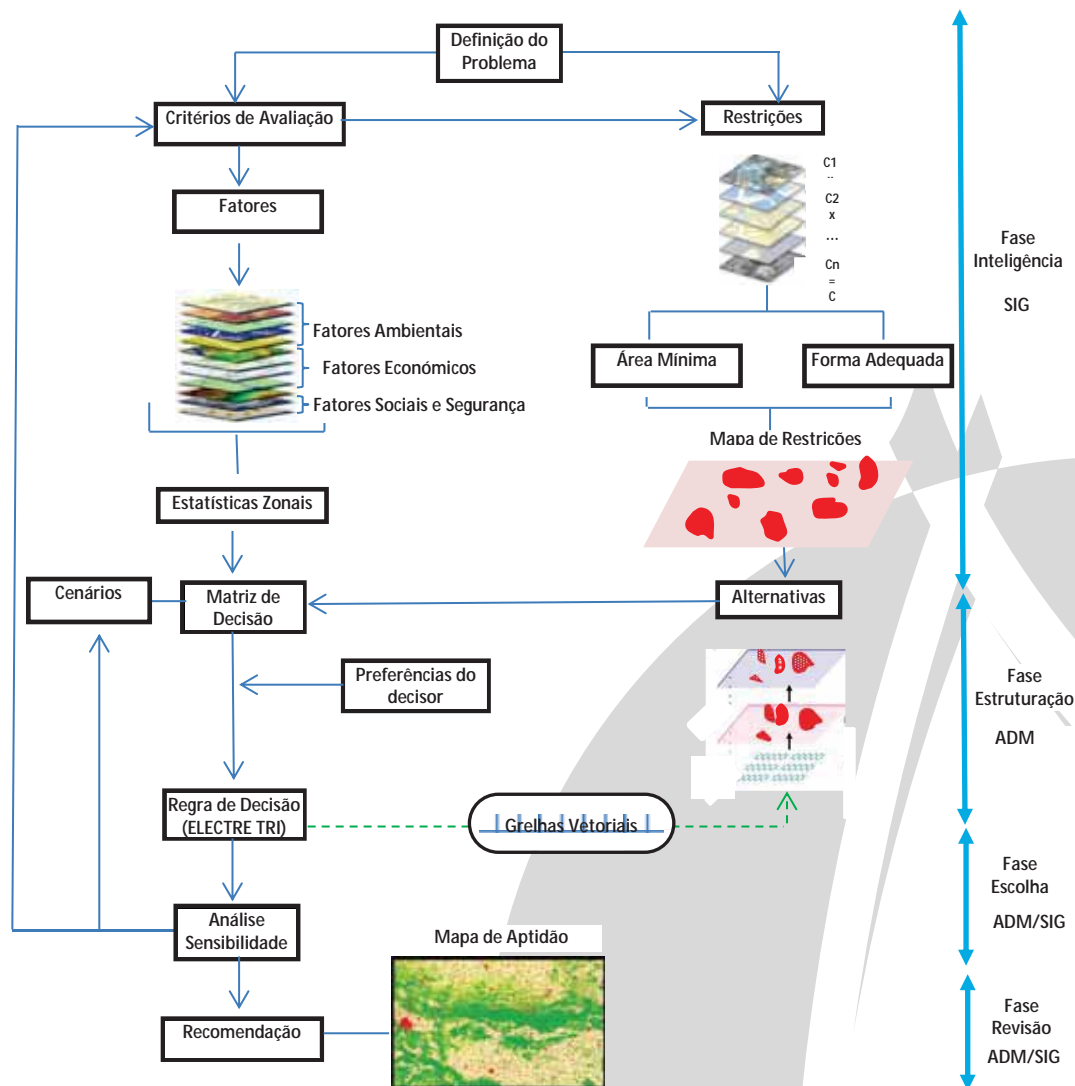 Definição do
Problema
Critérios de Avaliação
Restrições
Fatores
C1
..
C2
x
...
Cn
=
C
Fatores Ambientais
Fatores Económicos
Fatores Sociais e Segurança
Área Mínima
Forma Adequada
Mapa de Restrições
Estatísticas Zonais
Cenários
Matriz de
Decisão
Alternativas
Preferências do
decisor
Regra de Decisão
(ELECTRE TRI)
Grelhas Vetoriais
Análise
Sensibilidade
Mapa de Aptidão
Recomendação
Fase
Inteligência
SIG
Fase
Estruturação
ADM
Fase
Escolha
ADM/SIG
Fase
Revisão
ADM/SIG